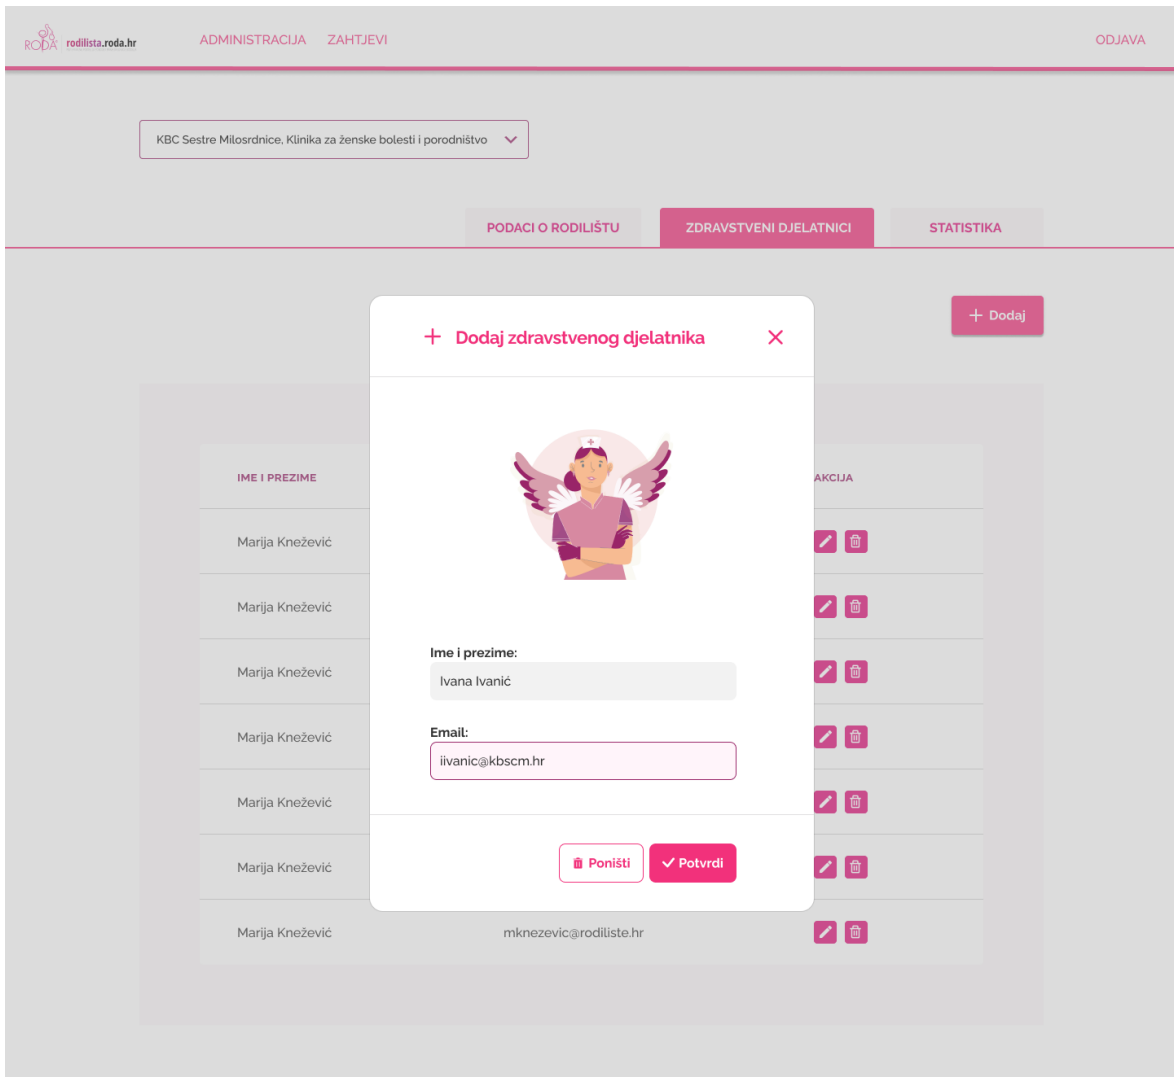 RODA rodilista.roda.hr ADMINISTRACIJA ZAHTJEVI ODJAVA
KBC Sestre Milosrdnice, Klinika za ženske bolesti i porodništvo
PODACI O RODILIŠTU ZDRAVSTVENI DJELATNICI STATISTIKA
+ Dodaj
+ Dodaj zdravstvenog djelatnika
IME I PREZIME AKCIJA
Marija Knežević
Marija Knežević
Marija Knežević
Marija Knežević
Marija Knežević
Marija Knežević
Ime i prezime:
Ivana Ivanić
Email:
iivanic@kbscm.hr
Poništi Potvrdi
Marija Knežević mknezevic@rodiliste.hr